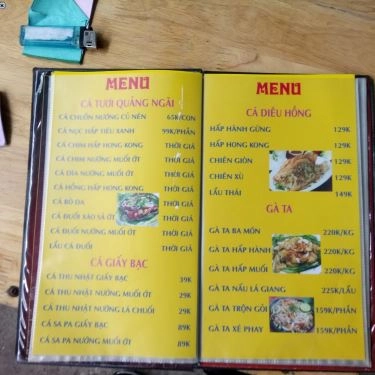 MENU
CÁ TƯƠI QUẢNG NGÃI
CÁ CHUỒN NƯỚNG CỦ NÉN 65K/CON
CÁ NỤC HẤP TIÊU XANH 99K/PHẦN
CÁ CHIM HẤP HONG KONG THỜI GIÁ
CÁ CHIM NƯỚNG MUỐI ỚT THỜI GIÁ
CÁ DÌA NƯỚNG MUỐI ỚT THỜI GIÁ
CÁ HỒNG HẤP HONG KONG THỜI GIÁ
CÁ BÒ DA THỜI GIÁ
CÁ ĐUỐI XÀO SẢ ỚT THỜI GIÁ
CÁ ĐUỐI NƯỚNG MUỐI ỚT THỜI GIÁ
LẨU CÁ ĐUỐI THỜI GIÁ
CÁ GIẤY BẠC
CÁ THU NHẬT GIẤY BẠC 39K
CÁ THU NHẬT NƯỚNG MUỐI ỚT 29K
CÁ THU NHẬT NƯỚNG LÁ CHUỐI 29K
CÁ SA PA GIẤY BẠC 89K
CÁ SA PA NƯỚNG MUỐI ỚT 89K
MENU
CÁ DIÊU HỒNG
HẤP HÀNH GỪNG 129K
HẤP HONG KONG 129K
CHIÊN GIÒN 129K
CHIÊN XÙ 129K
LẨU THÁI 149K
GÀ TA
GÀ TA BA MÓN 220K/KG
GÀ TA HẤP HÀNH 220K/KG
GÀ TA HẤP MUỐI 220K/KG
GÀ TA NẤU LÁ GIANG 225K/LẨU
GÀ TA TRỘN GỎI 159K/PHẦN
GÀ TA XÉ PHAY 159K/PHẦN